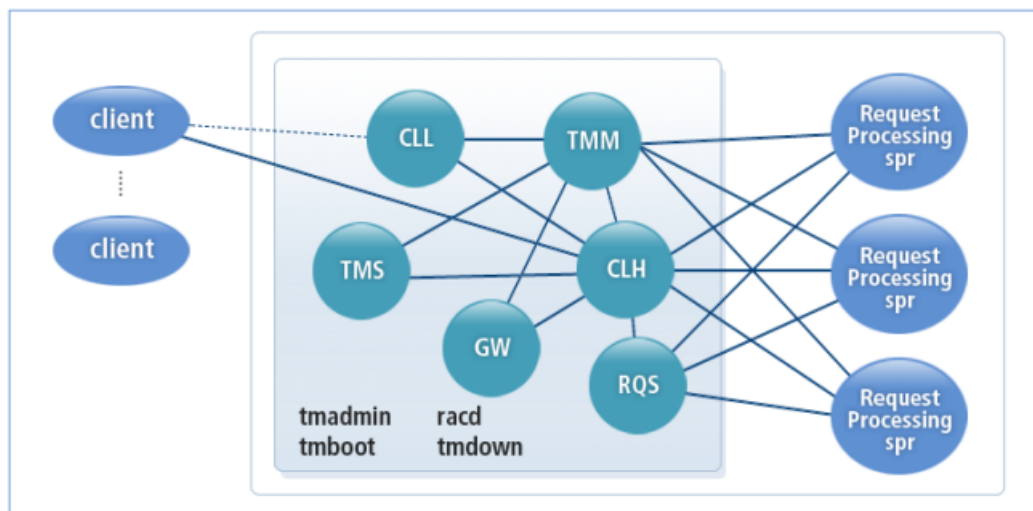 client
client
CLL
TMM
TMS
CLH
GW
RQS
tmadmin racd
tmboot tmdown
Request
Processing
spr
Request
Processing
spr
Request
Processing
spr